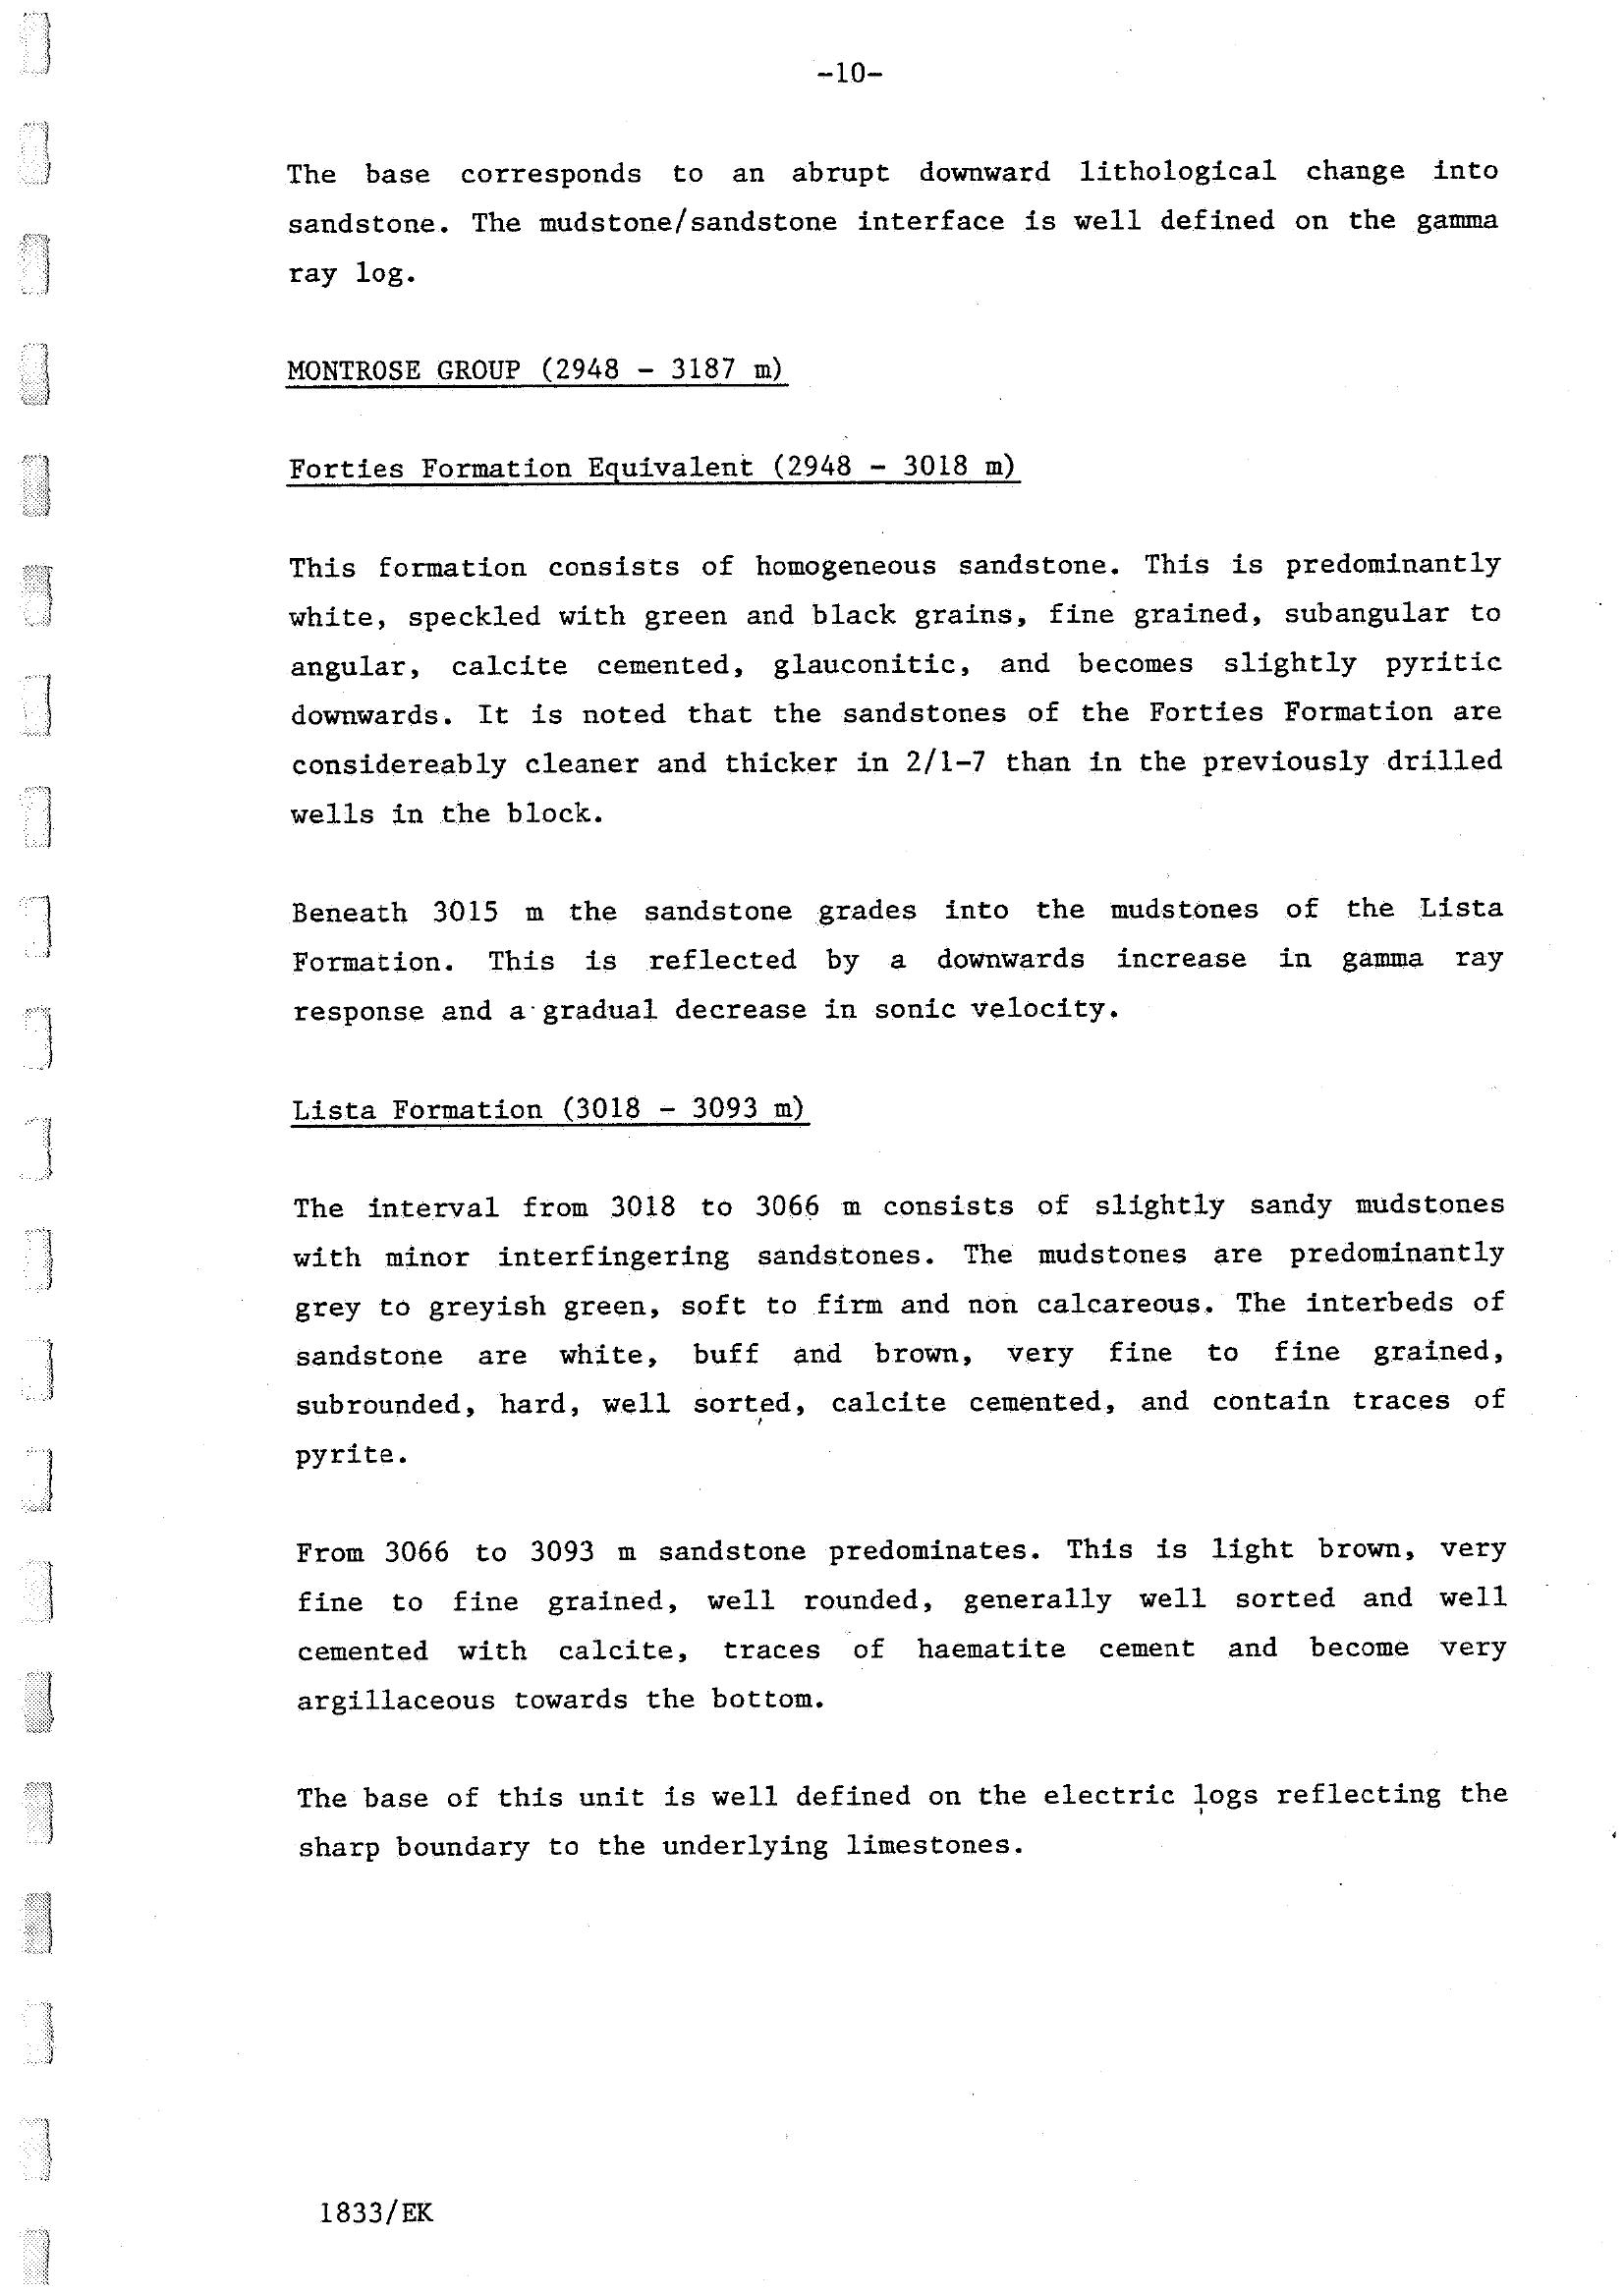 -10-
The base corresponds to an abrupt downward lithological change into
sandstone. The mudstone/sandstone interface is well defined on the gamma
ray log.
MONTROSE GROUP (2948 - 3187 m)
Forties Formation Equivalent (2948 - 3018 m)
This formation consists of homogeneous sandstone. This is predominantly
white, speckled with green and black grains, fine grained, subangular to
angular, calcite cemented, glauconitic, and becomes slightly pyritic
downwards. It is noted that the sandstones of the Forties Formation are
considereably cleaner and thicker in 2/1-7 than in the previously drilled
wells in the block.
Beneath 3015 m the sandstone grades into the mudstones of the Lista
Formation. This is reflected by a downwards increase in gamma ray
response and a gradual decrease in sonic velocity.
Lista Formation (3018 - 3093 m)
The interval from 3018 to 3066 m consists of slightly sandy mudstones
with minor interfingering sandstones. The mudstones are predominantly
grey to greyish green, soft to firm and non calcareous. The interbeds of
sandstone are white, buff and brown, very fine to fine grained,
subrounded, hard, well sorted, calcite cemented, and contain traces of
pyrite.
From 3066 to 3093 m sandstone predominates. This is light brown, very
fine to fine grained, well rounded, generally well sorted and well
cemented with calcite, traces of haematite cement and become very
argillaceous towards the bottom.
The base of this unit is well defined on the electric logs reflecting the
sharp boundary to the underlying limestones.
1833/EK